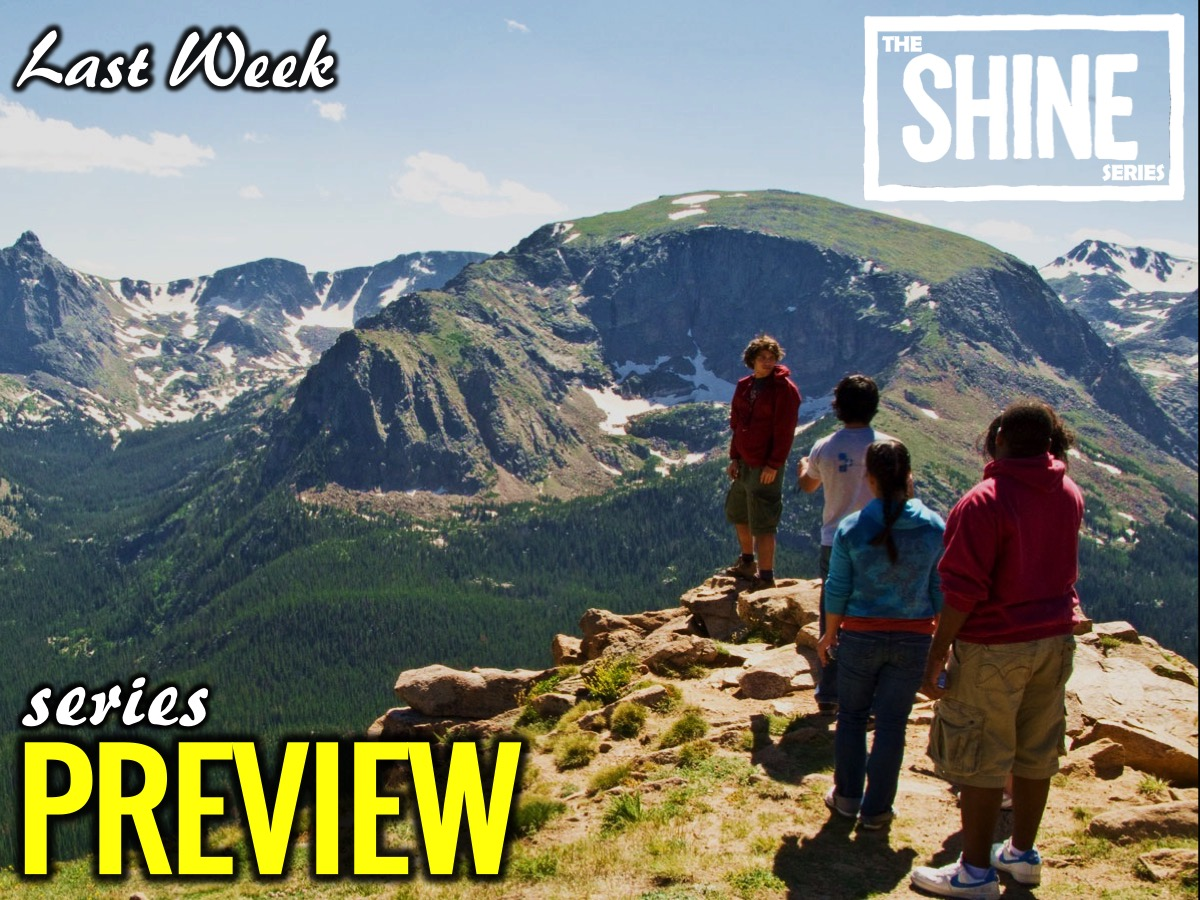 Last Week
THE
SHINE
SERIES
series
PREVIEW